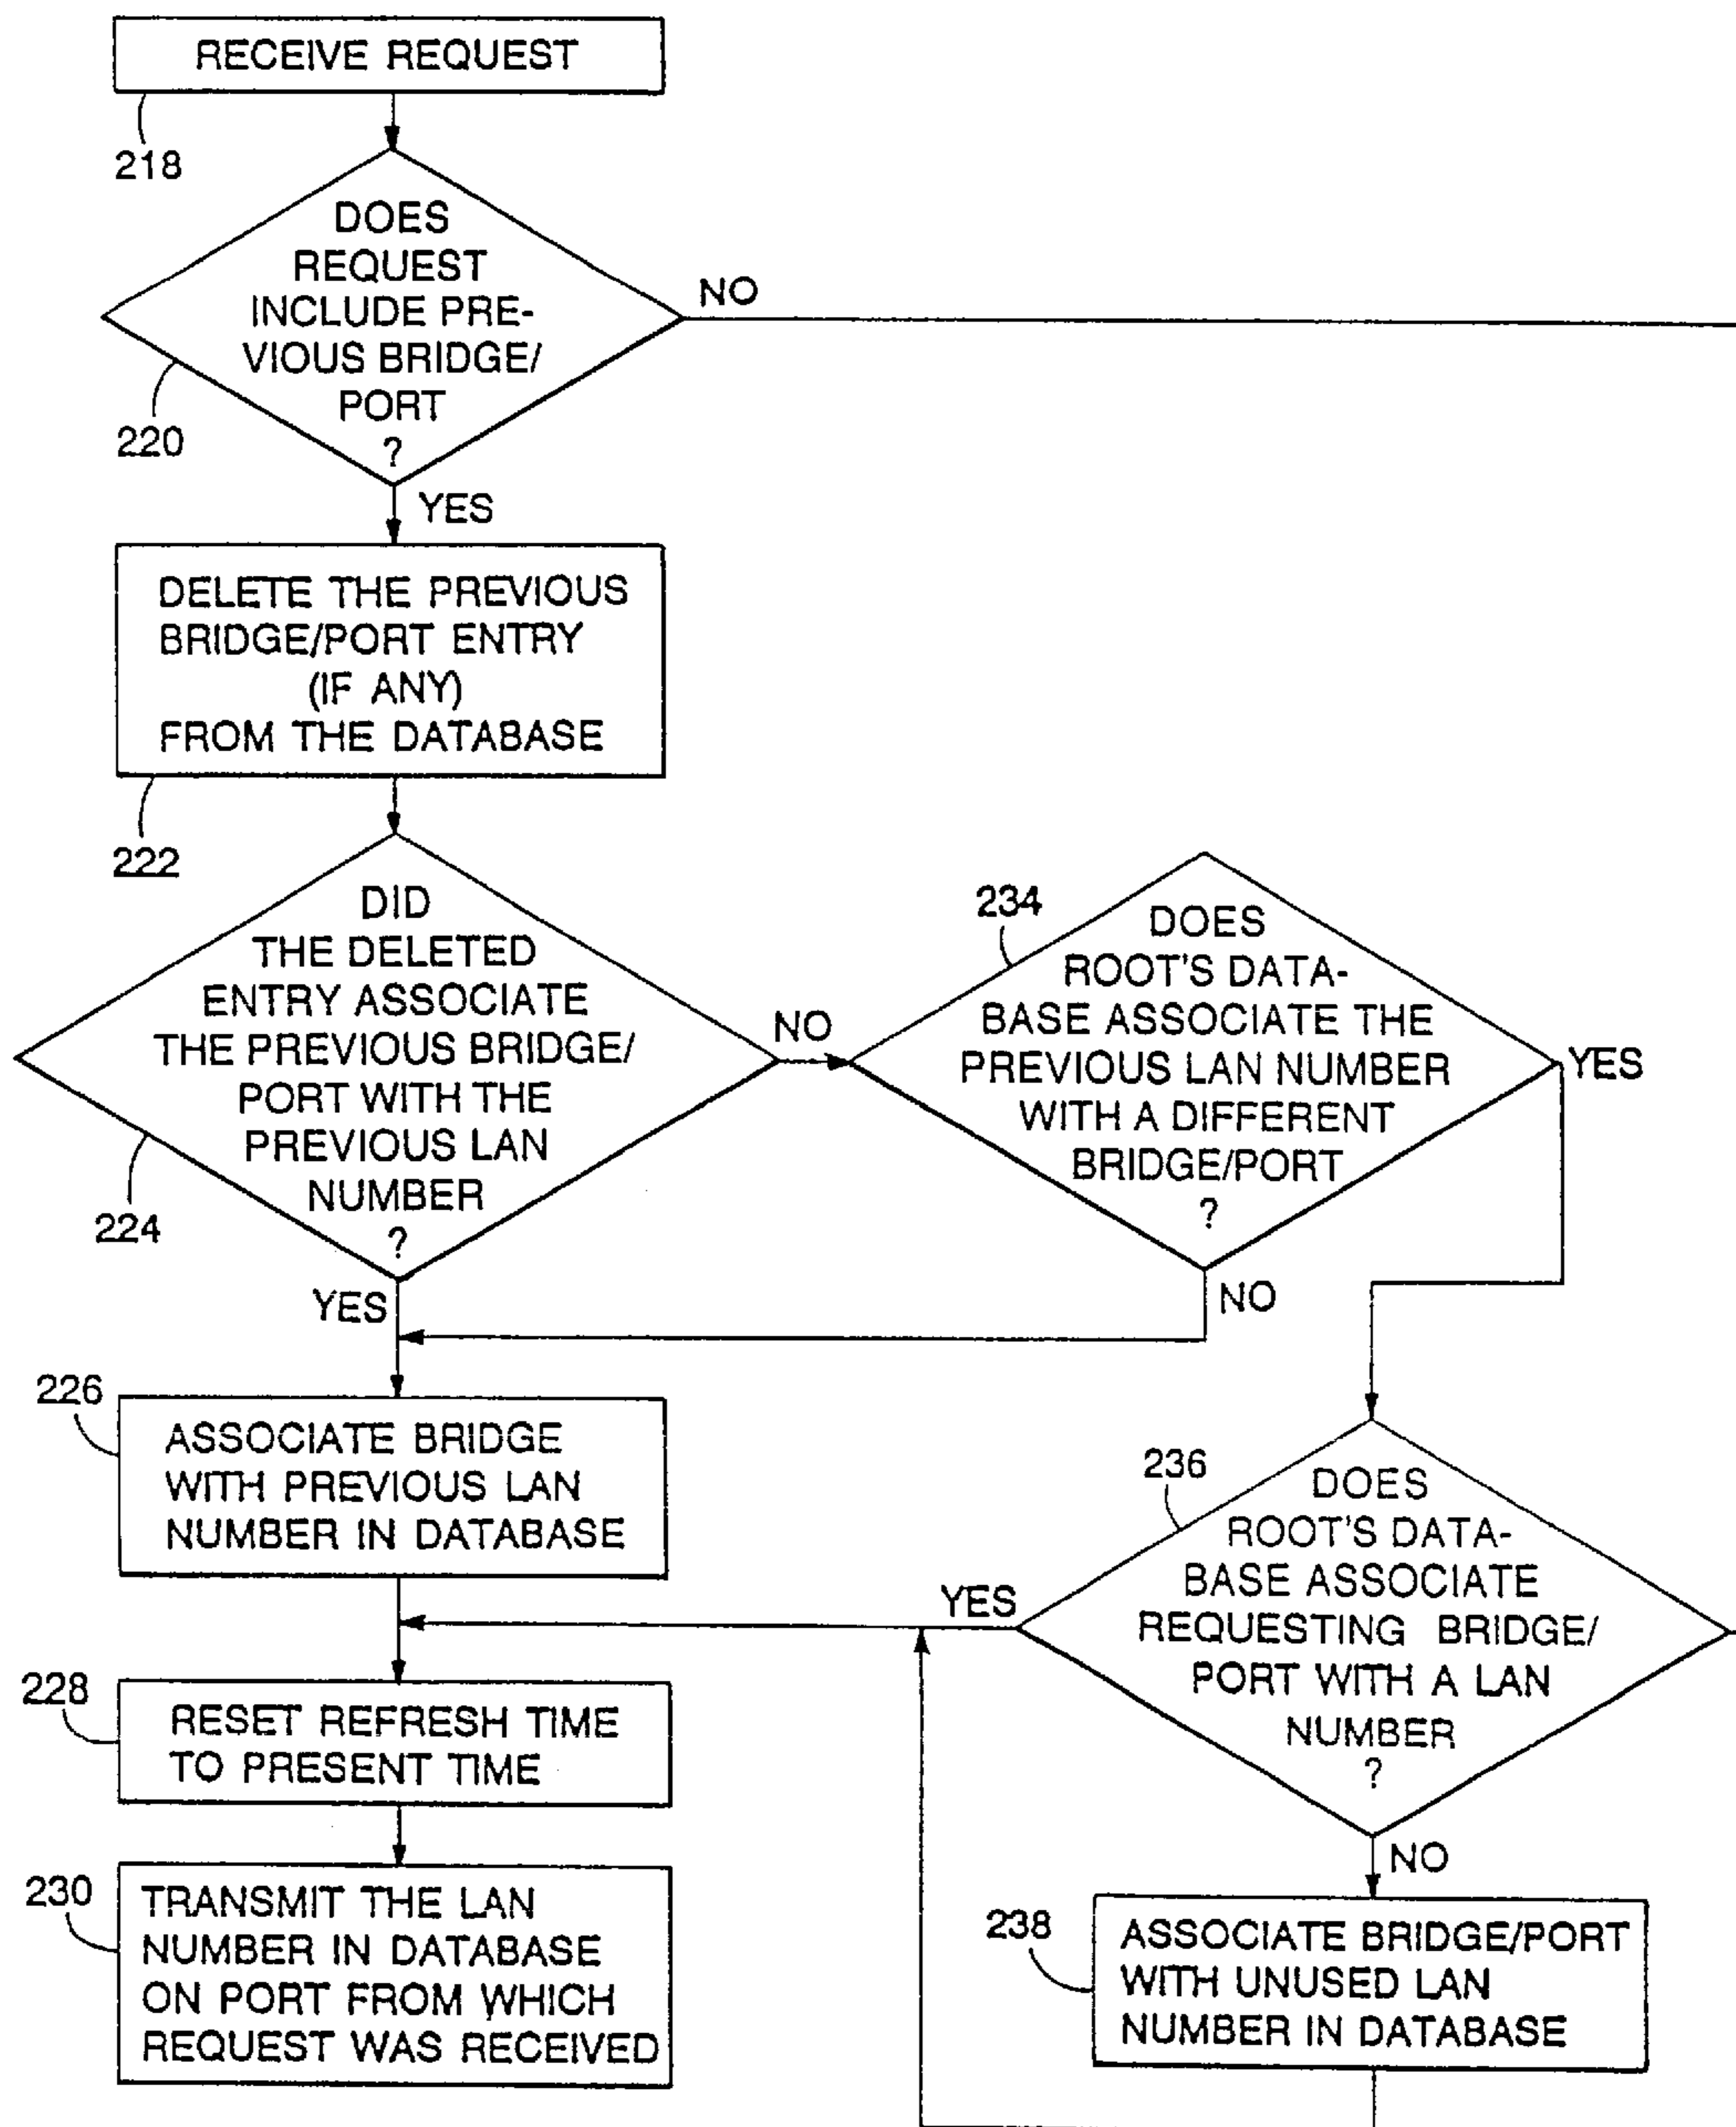 RECEIVE REQUEST
218
DOES
REQUEST
INCLUDE PRE-
VIOUS BRIDGE/
PORT
?
220
NO
YES
DELETE THE PREVIOUS
BRIDGE/PORT ENTRY
(IF ANY)
FROM THE DATABASE
222
DID
THE DELETED
ENTRY ASSOCIATE
THE PREVIOUS BRIDGE/
PORT WITH THE
PREVIOUS LAN
NUMBER
?
224
NO
YES
234
DOES
ROOT'S DATA-
BASE ASSOCIATE THE
PREVIOUS LAN NUMBER
WITH A DIFFERENT
BRIDGE/PORT
?
YES
NO
226
ASSOCIATE BRIDGE
WITH PREVIOUS LAN
NUMBER IN DATABASE
236
DOES
ROOT'S DATA-
BASE ASSOCIATE
REQUESTING BRIDGE/
PORT WITH A LAN
NUMBER
?
YES
NO
228
RESET REFRESH TIME
TO PRESENT TIME
230
TRANSMIT THE LAN
NUMBER IN DATABASE
ON PORT FROM WHICH
REQUEST WAS RECEIVED
238
ASSOCIATE BRIDGE/PORT
WITH UNUSED LAN
NUMBER IN DATABASE